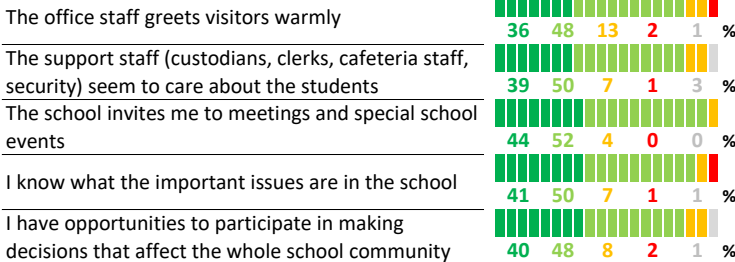 The office staff greets visitors warmly
36 48 13 2 1 %
The support staff (custodians, clerks, cafeteria staff,
security) seem to care about the students
39 50 7 1 3 %
The school invites me to meetings and special school
events
44 52 4 0 0 %
I know what the important issues are in the school
41 50 7 1 1 %
I have opportunities to participate in making
decisions that affect the whole school community
40 48 8 2 1 %